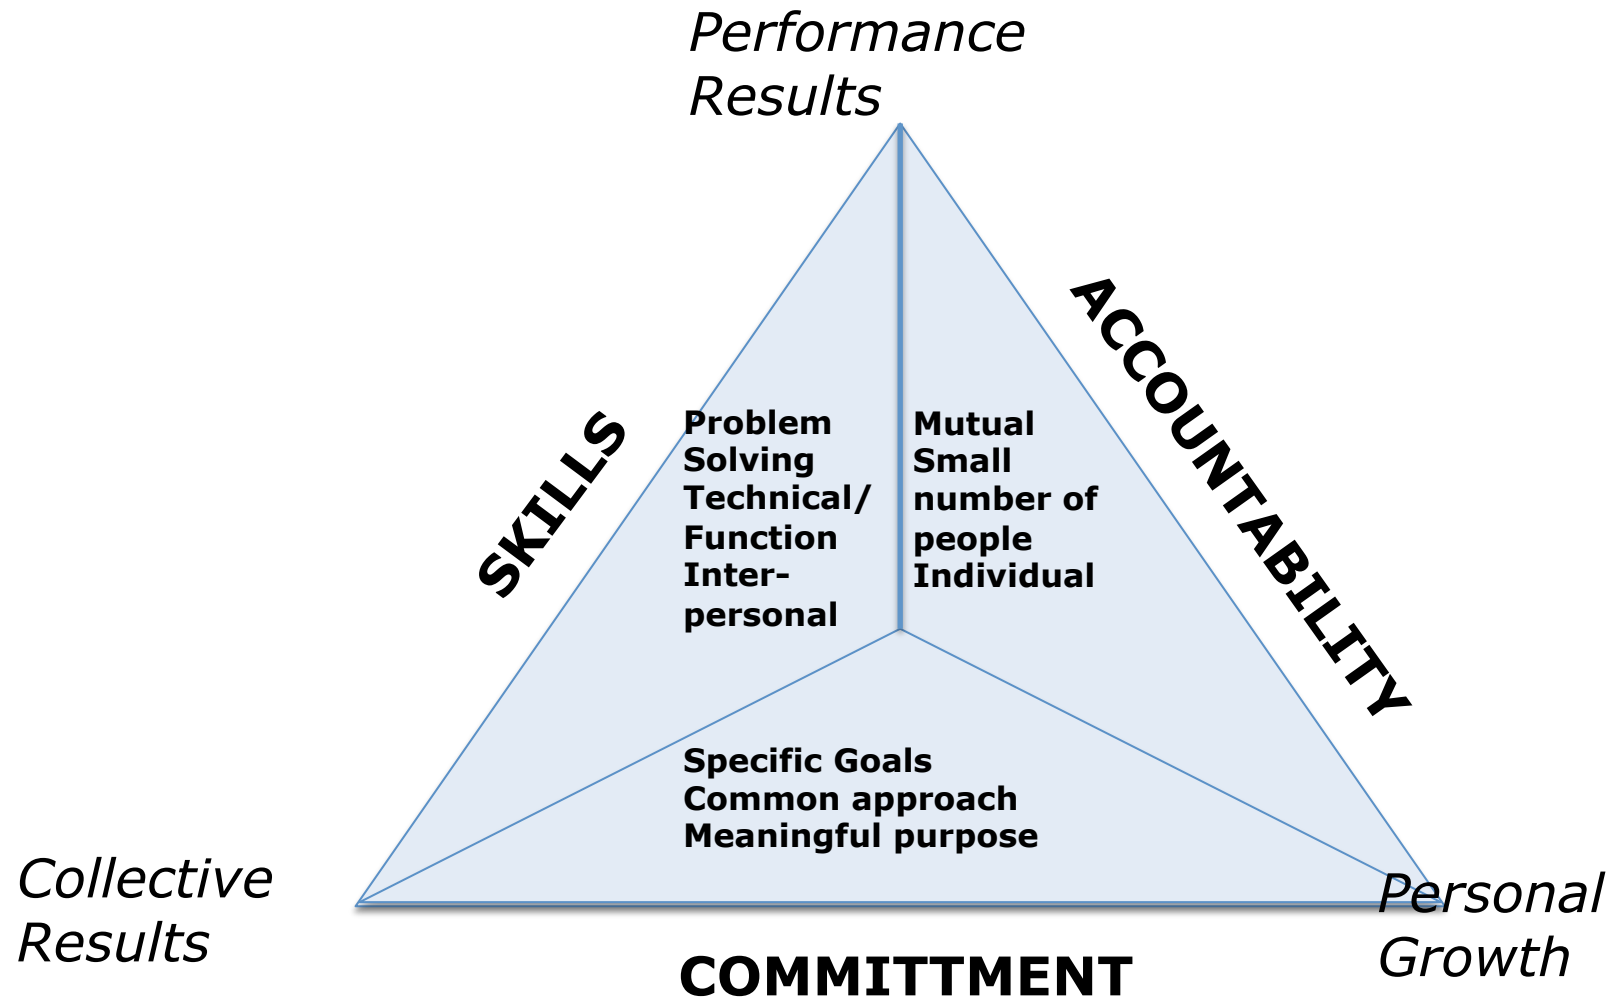 Performance
Results
SKILLS
ACCOUNTABILITY
Problem
Solving
Technical/
Function
Inter-
personal
Mutual
Small
number of
people
Individual
Specific Goals
Common approach
Meaningful purpose
Collective
Results
Personal
Growth
COMMITTMENT